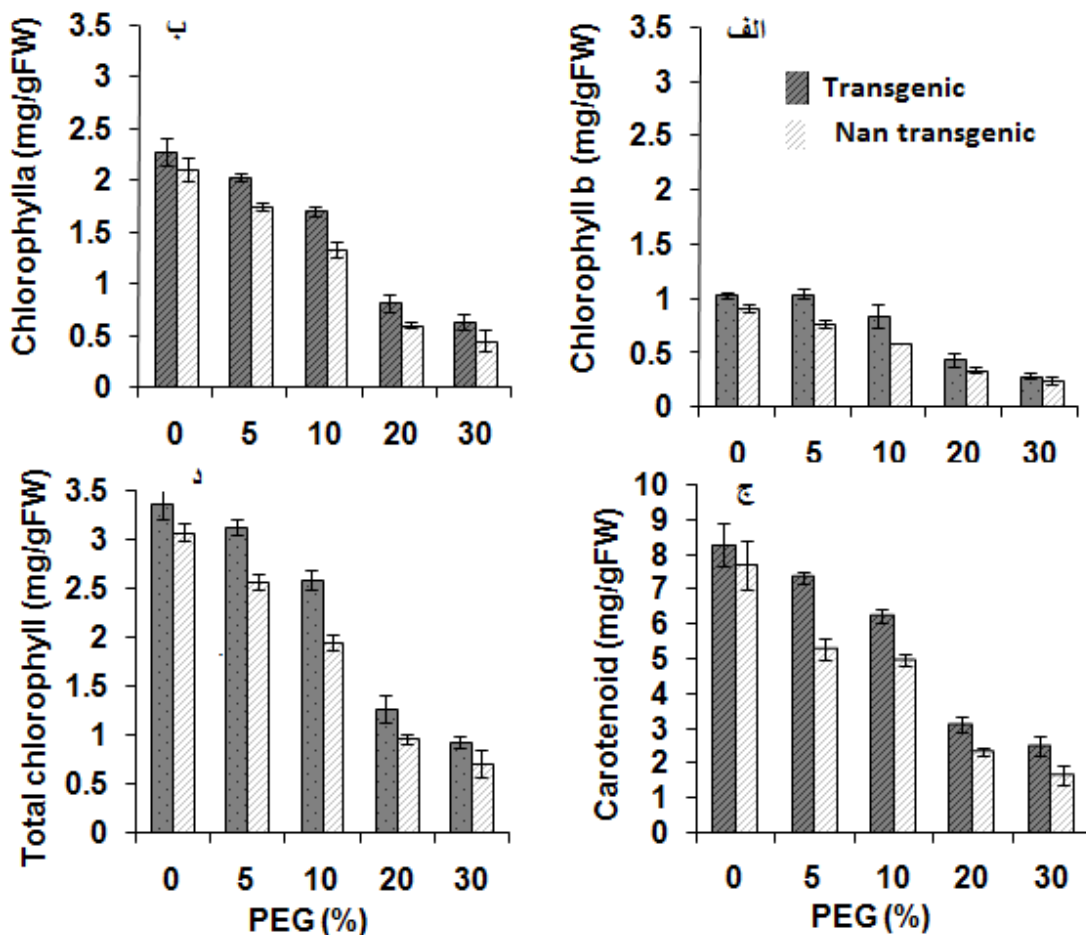 ب
Chlorophylla (mg/gFW)
3.5
3
2.5
2
1.5
1
0.5
0
0 5 10 20 30
الف
Transgenic
Nan transgenic
Chlorophyll b (mg/gFW)
3.5
3
2.5
2
1.5
1
0.5
0
0 5 10 20 30
د
Total chlorophyll (mg/gFW)
3.5
3
2.5
2
1.5
1
0.5
0
0 5 10 20 30
PEG (%)
ج
Carotenoid (mg/gFW)
10
9
8
7
6
5
4
3
2
1
0
0 5 10 20 30
PEG (%)